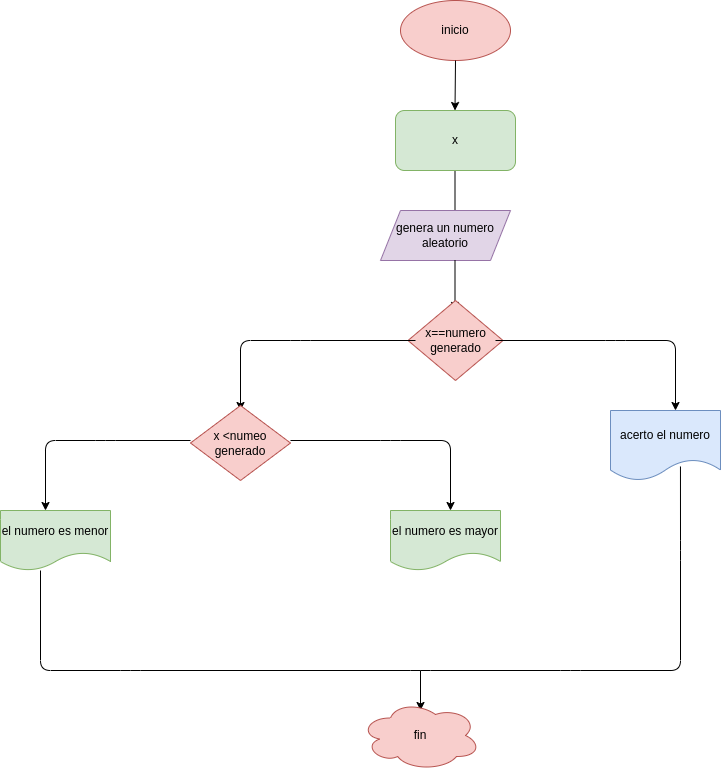 inicio
x
genera un numero
aleatorio
x==numero
generado
x <numeo
generado
acerto el numero
el numero es menor
el numero es mayor
fin